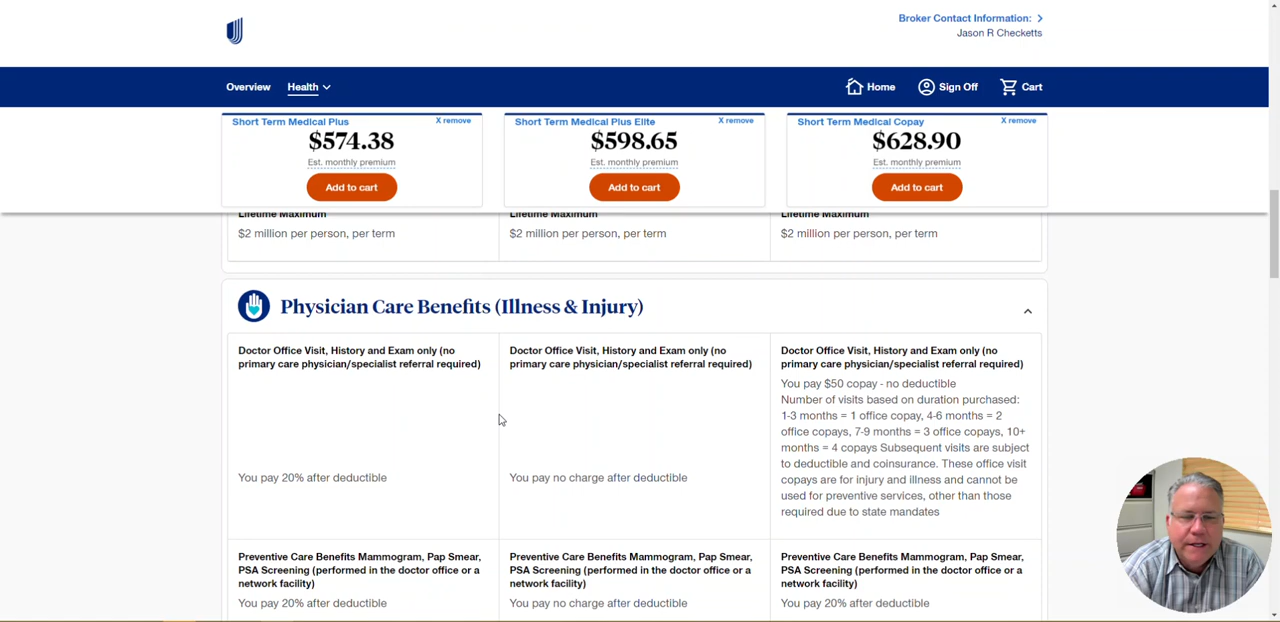 Broker Contact Information:
Jason R Checketts
Overview
Health
Home
Sign Off
Cart
Short Term Medical Plus
X remove
$574.38
Est. monthly premium
Add to cart
Short Term Medical Plus Elite
X remove
$598.65
Est. monthly premium
Add to cart
Short Term Medical Copay
X remove
$628.90
Est. monthly premium
Add to cart
Lifetime Maximum
$2 million per person, per term
Lifetime Maximum
$2 million per person, per term
Lifetime Maximum
$2 million per person, per term
Physician Care Benefits (Illness & Injury)
Doctor Office Visit, History and Exam only (no
primary care physician/specialist referral required)
You pay 20% after deductible
Doctor Office Visit, History and Exam only (no
primary care physician/specialist referral required)
You pay no charge after deductible
Doctor Office Visit, History and Exam only (no
primary care physician/specialist referral required)
You pay $50 copay - no deductible
Number of visits based on duration purchased:
1-3 months = 1 office copay, 4-6 months = 2
office copays, 7-9 months = 3 office copays, 10+
months = 4 copays Subsequent visits are subject
to deductible and coinsurance. These office visit
copays are for injury and illness and cannot be
used for preventive services, other than those
required due to state mandates
Preventive Care Benefits Mammogram, Pap Smear,
PSA Screening (performed in the doctor office or a
network facility)
You pay 20% after deductible
Preventive Care Benefits Mammogram, Pap Smear,
PSA Screening (performed in the doctor office or a
network facility)
You pay no charge after deductible
Preventive Care Benefits Mammogram, Pap Smear,
PSA Screening (performed in the doctor office or a
network facility)
You pay 20% after deductible